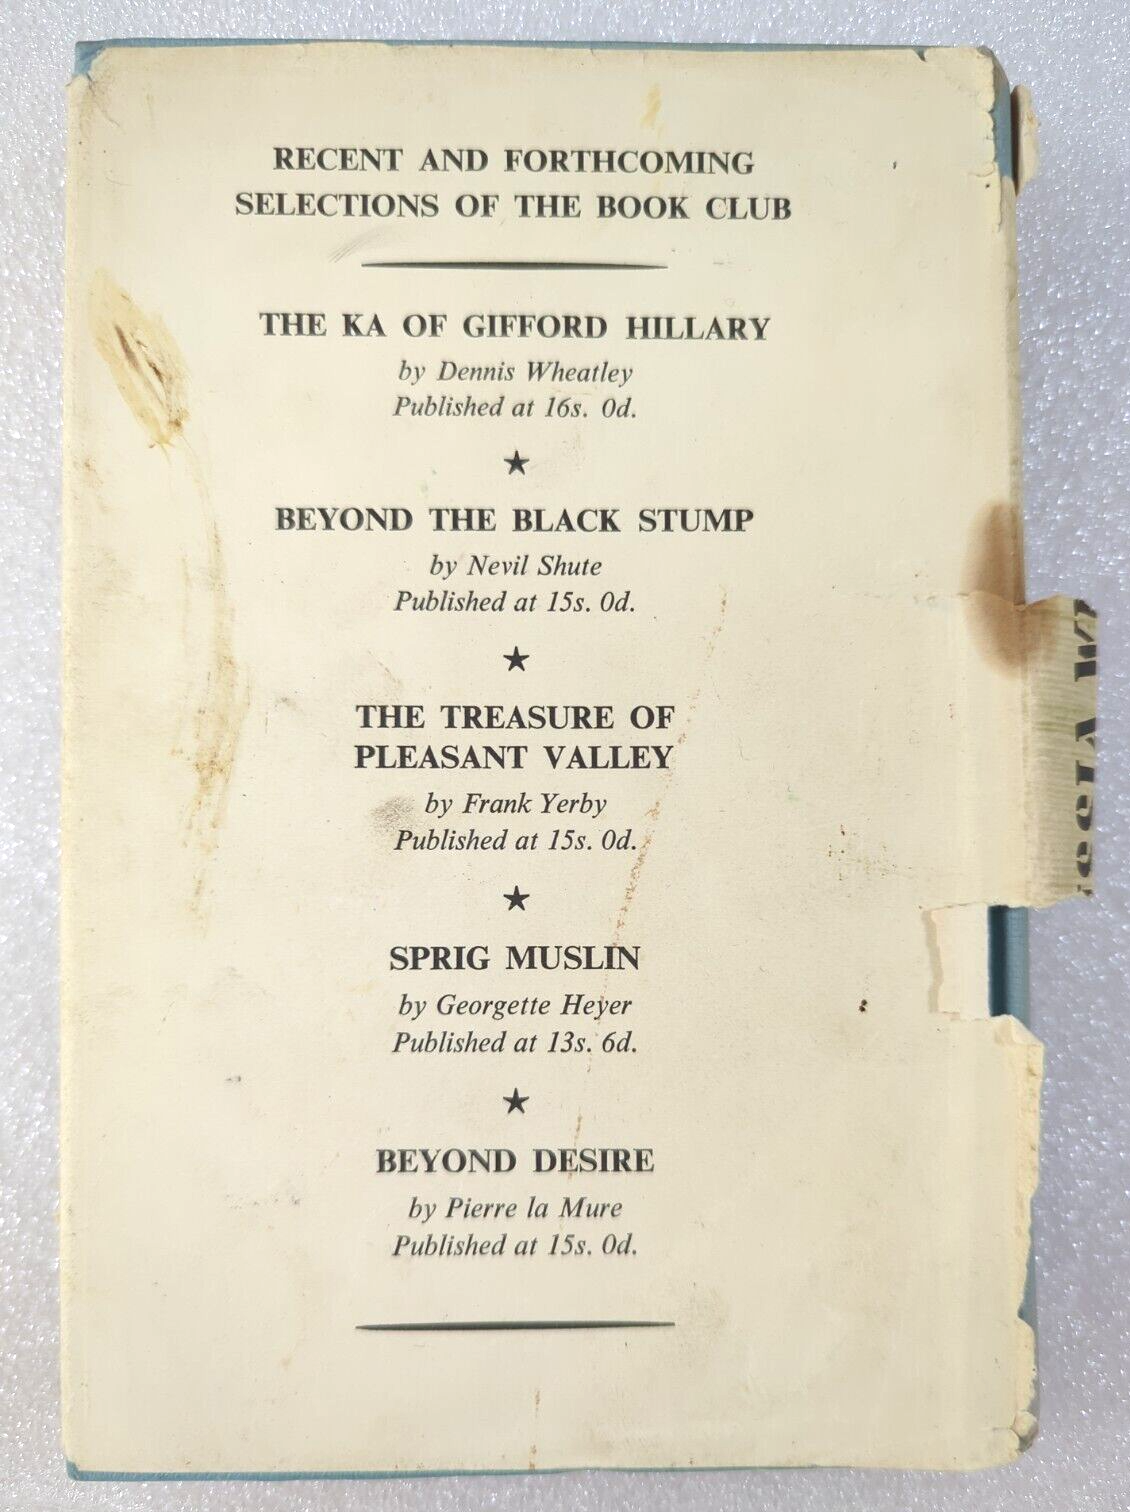 RECENT AND FORTHCOMING
SELECTIONS OF THE BOOK CLUB
THE KA OF GIFFORD HILLARY
by Dennis Wheatley
Published at 16s. 0d.
★
BEYOND THE BLACK STUMP
by Nevil Shute
Published at 15s. 0d.
★
THE TREASURE OF
PLEASANT VALLEY
by Frank Yerby
Published at 15s. 0d.
★
SPRIG MUSLIN
by Georgette Heyer
Published at 13s. 6d.
★
BEYOND DESIRE
by Pierre la Mure
Published at 15s. 0d.